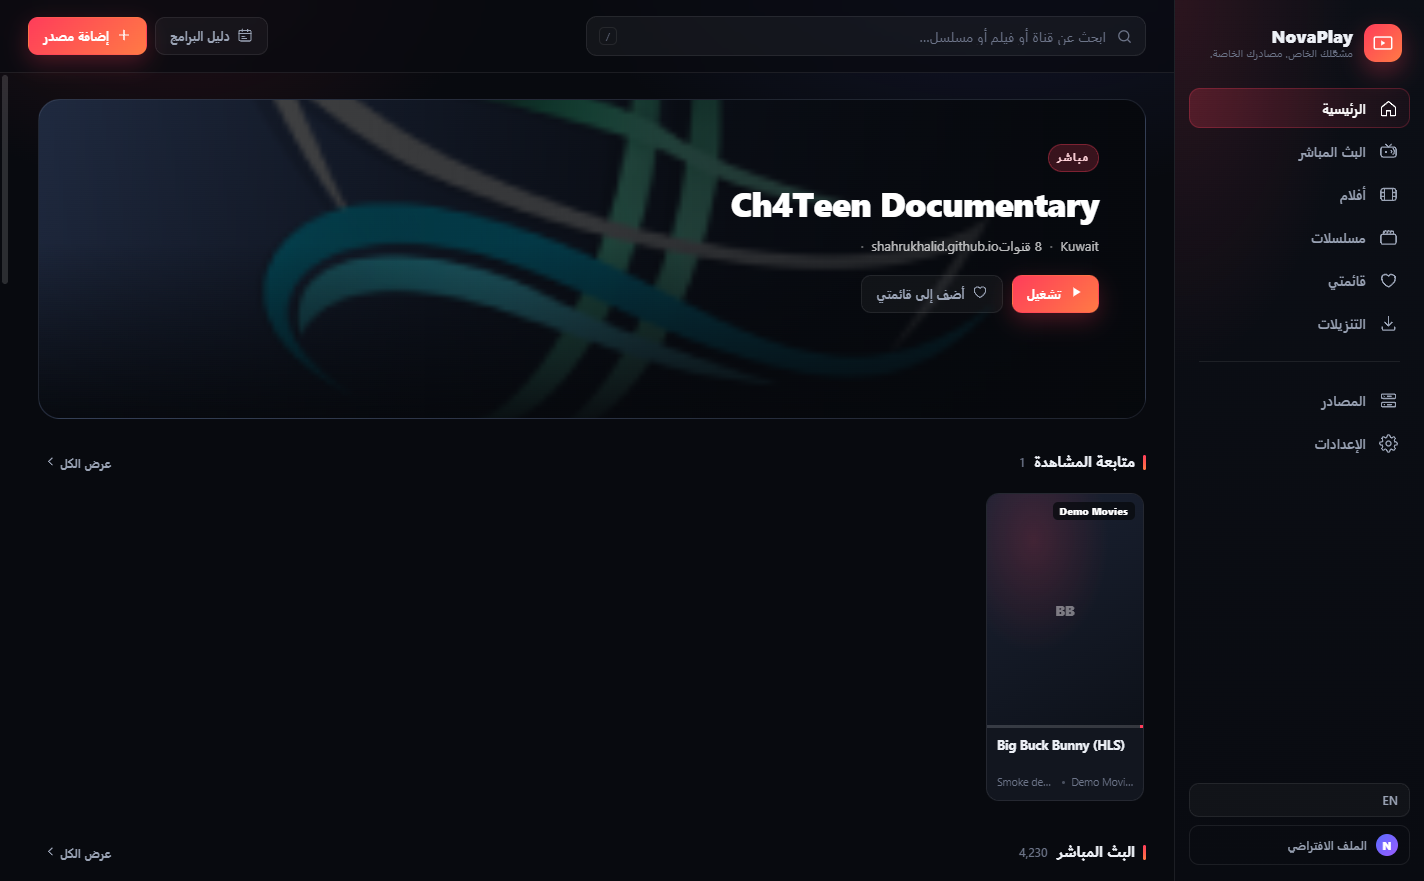 NovaPlay
مشغّلك الخاص, مصادرك الخاصة.
الرئيسية
البث المباشر
أفلام
مسلسلات
قائمتي
التنزيلات
المصادر
الإعدادات
EN
N الملف الافتراضي
ابحث عن قناة أو فيلم أو مسلسل...
/
دليل البرامج
إضافة مصدر
مباشر
Ch4Teen Documentary
Kuwait · 8 قنوات shahrukhalid.github.io ·
تشغيل
أضف إلى قائمتي
متابعة المشاهدة 1
عرض الكل
Demo Movies
BB
Big Buck Bunny (HLS)
Demo Movi... • Smoke de...
البث المباشر 4,230
عرض الكل